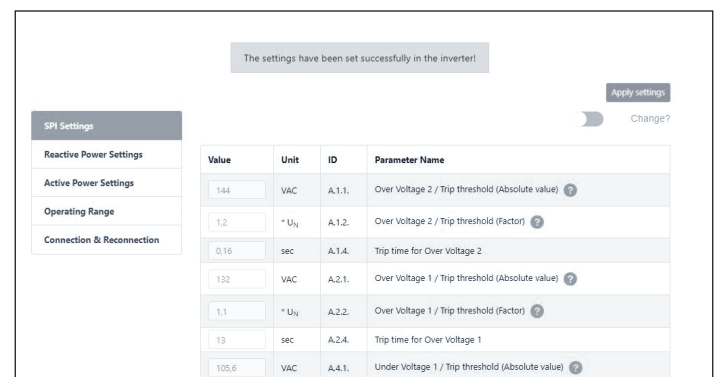 The settings have been set successfully in the inverter!
Apply settings
Change?
SPI Settings
Reactive Power Settings
Active Power Settings
Operating Range
Connection & Reconnection
Value Unit ID Parameter Name
144 VAC A.1.1. Over Voltage 2 / Trip threshold (Absolute value) ?
1,2 * UN A.1.2. Over Voltage 2 / Trip threshold (Factor) ?
0,16 sec A.1.4. Trip time for Over Voltage 2
132 VAC A.2.1. Over Voltage 1 / Trip threshold (Absolute value) ?
1,1 * UN A.2.2. Over Voltage 1 / Trip threshold (Factor) ?
13 sec A.2.4. Trip time for Over Voltage 1
105,6 VAC A.4.1. Under Voltage 1 / Trip threshold (Absolute value) ?